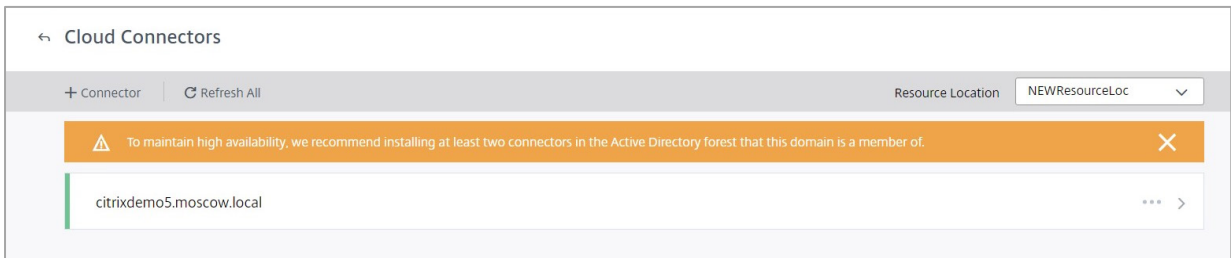 Cloud Connectors
+ Connector Refresh All Resource Location NEWResourceLoc
To maintain high availability, we recommend installing at least two connectors in the Active Directory forest that this domain is a member of.
citrixdemo5.moscow.local